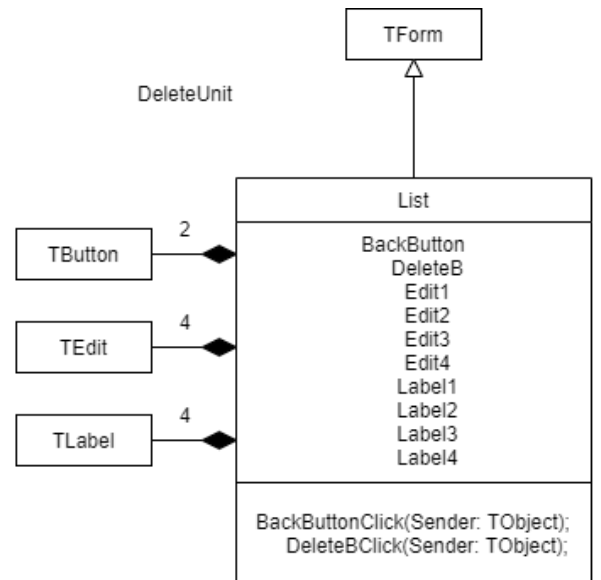 TForm
DeleteUnit
List
2
TButton
4
TEdit
4
TLabel
BackButton
DeleteB
Edit1
Edit2
Edit3
Edit4
Label1
Label2
Label3
Label4
BackButtonClick(Sender: TObject);
DeleteBClick(Sender: TObject);